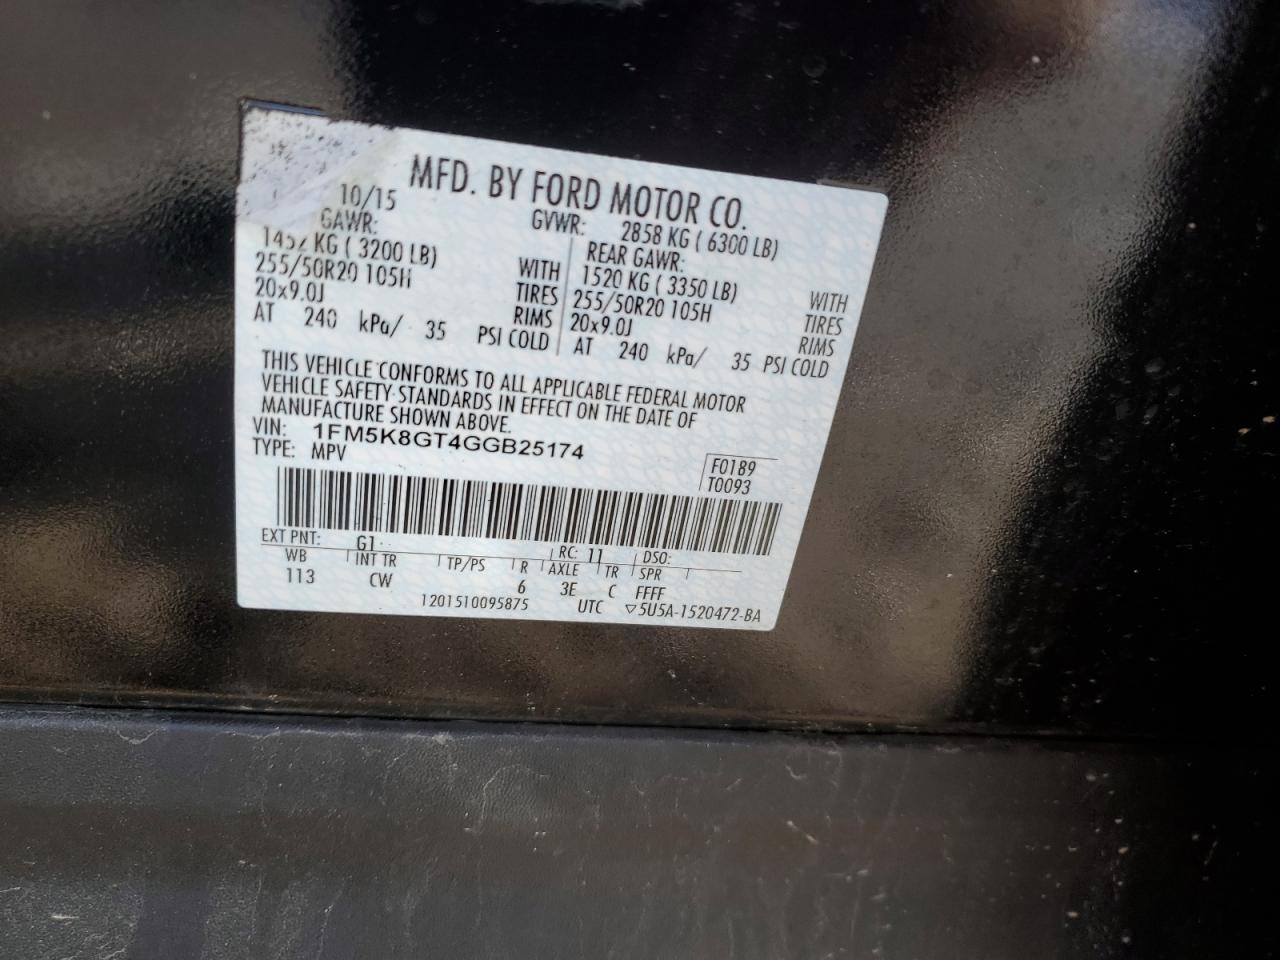 MFD. BY FORD MOTOR CO.
10/15 GVWR: 2858 KG ( 6300 LB)
GAWR: REAR GAWR:
1452 KG ( 3200 LB) WITH 1520 KG ( 3350 LB) WITH
255/50R20 105H TIRES 255/50R20 105H TIRES
20x9.0J RIMS 20x9.0J RIMS
AT 240 kPa/ 35 PSI COLD AT 240 kPa/ 35 PSI COLD
THIS VEHICLE CONFORMS TO ALL APPLICABLE FEDERAL MOTOR
VEHICLE SAFETY STANDARDS IN EFFECT ON THE DATE OF
MANUFACTURE SHOWN ABOVE.
VIN: 1FM5K8GT4GGB25174
TYPE: MPV F0189
T0093
EXT PNT: G1 RC: 11 DSO:
WB INT TR TP/PS R AXLE TR SPR
113 CW 6 3E C FFFF
1201510095875 UTC ▽5U5A-1520472-BA